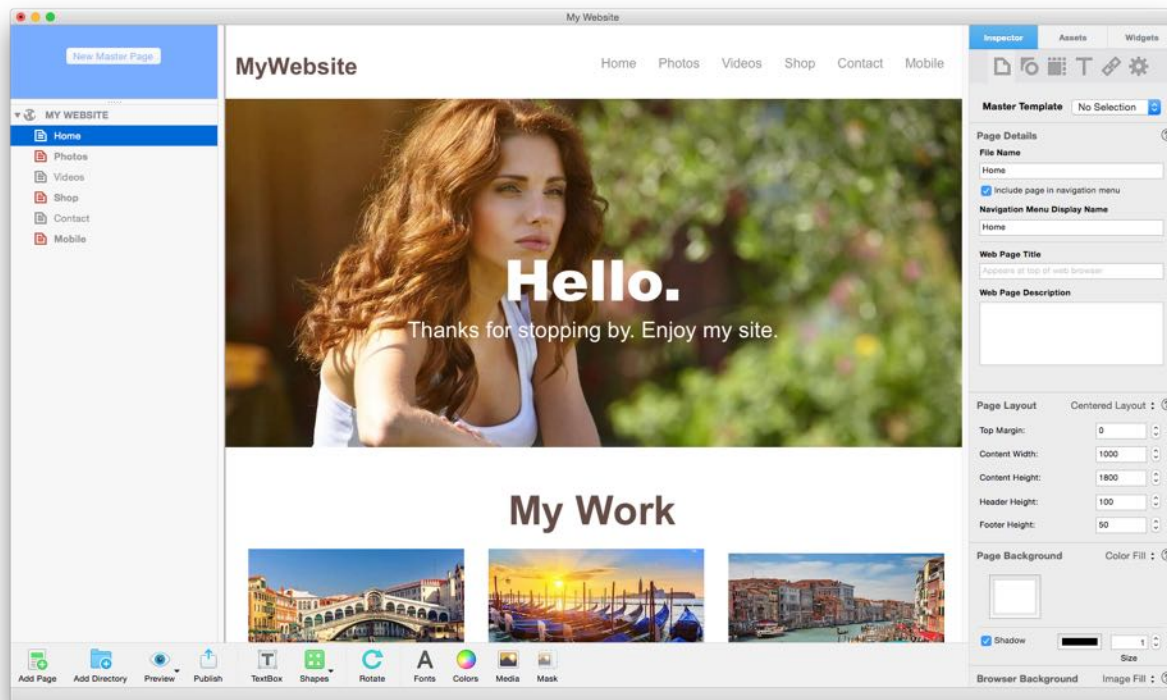 My Website
New Master Page
MY WEBSITE
Home
Photos
Videos
Shop
Contact
Mobile
MyWebsite
Home Photos Videos Shop Contact Mobile
Hello.
Thanks for stopping by. Enjoy my site.
My Work
Inspector Assets Widgets
Master Template No Selection
Page Details ?
File Name
Home
Include page in navigation menu
Navigation Menu Display Name
Home
Web Page Title
Appears at top of web browser
Web Page Description
Page Layout Centered Layout ?
Top Margin: 0
Content Width: 1000
Content Height: 1800
Header Height: 100
Footer Height: 50
Page Background Color Fill ?
Shadow 1
Size
Browser Background Image Fill ?
Add Page Add Directory Preview Publish TextBox Shapes Rotate Fonts Colors Media Mask